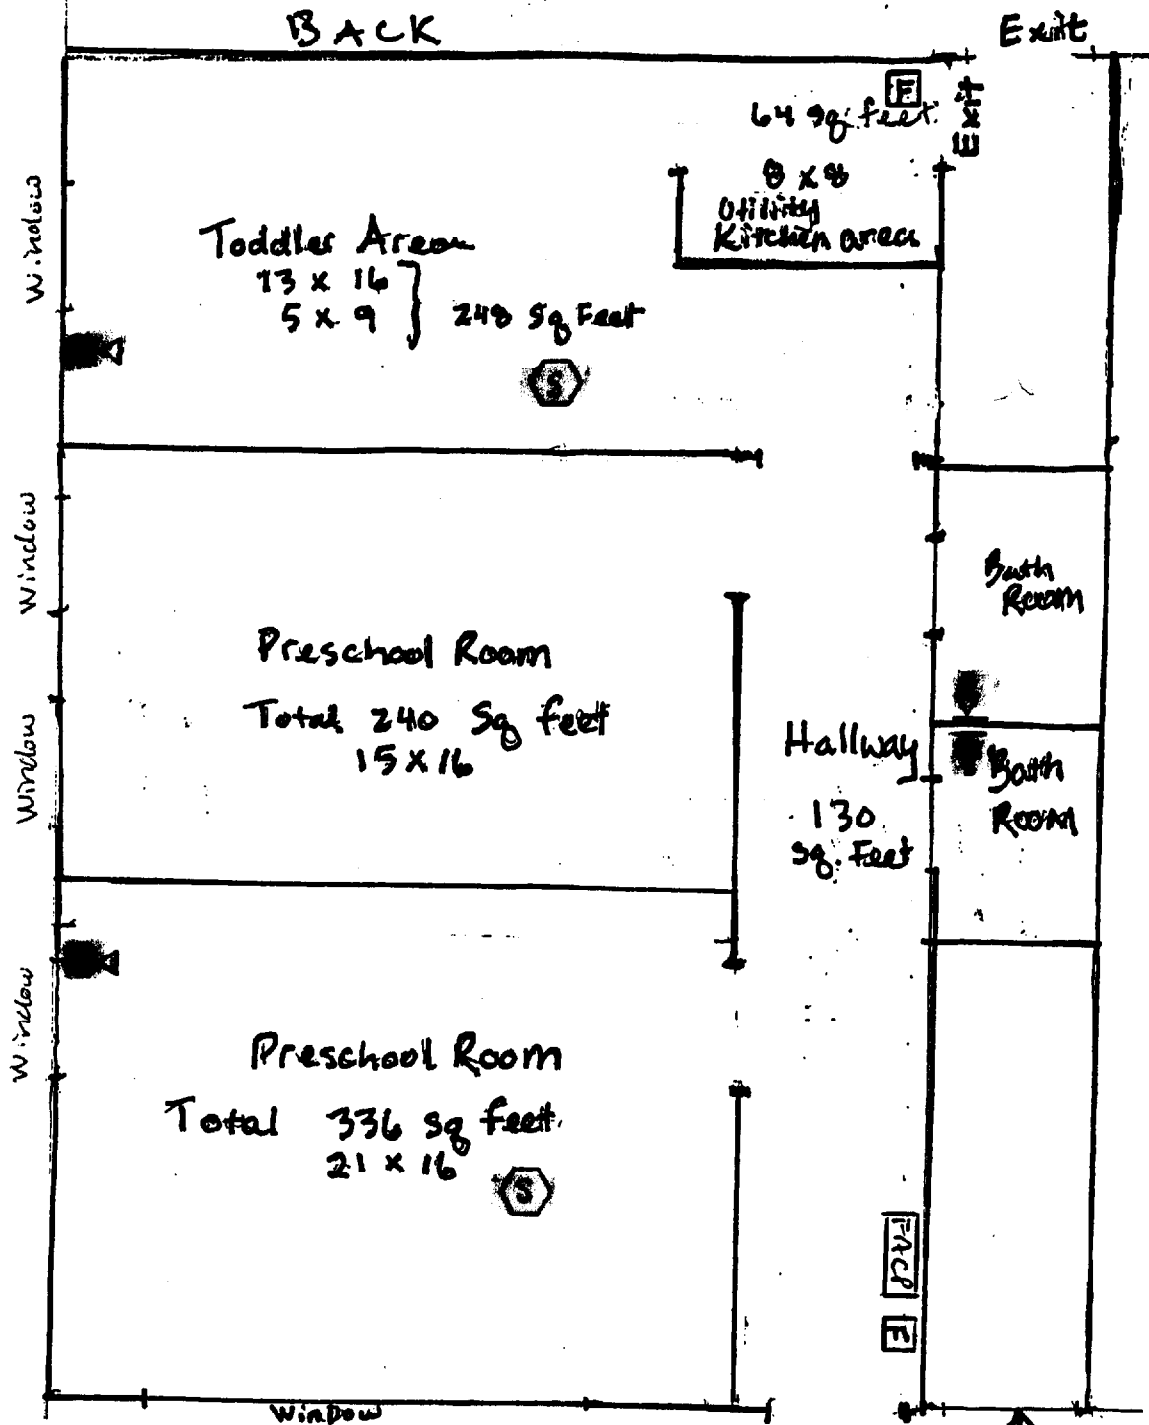 BACK
Exit
F
64 sq. feet
Exit
8 x 8
Utility
Kitchen area
Window
Toddler Area
13 x 16
5 x 9
248 Sq Feet
S
Window
Bath
Room
Preschool Room
Total 240 Sq feet
15 x 16
Window
Hallway
130
sq. Feet
Bath
Room
Window
Preschool Room
Total 336 sq feet
21 x 16
S
FACP
F
Window